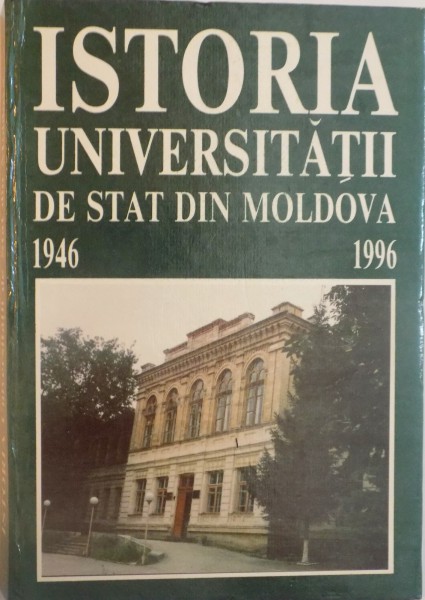 ISTORIA
UNIVERSITĂȚII
DE STAT DIN MOLDOVA
1946 1996